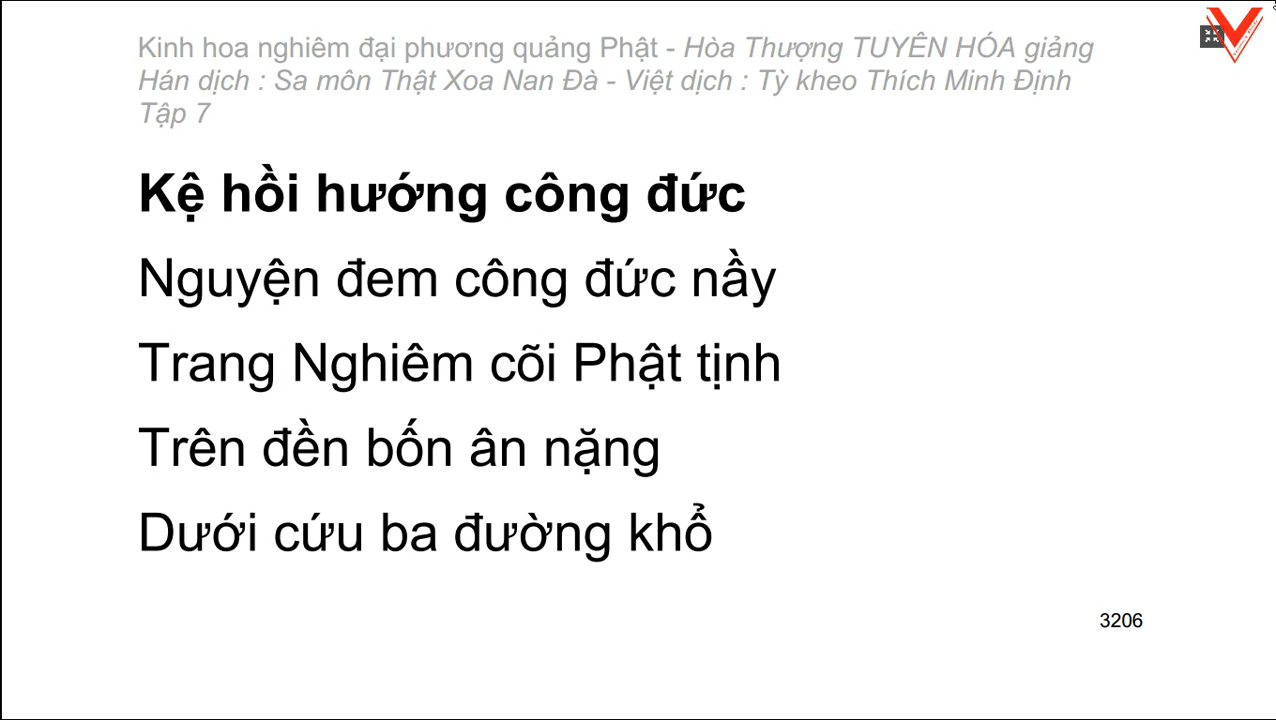 Kinh hoa nghiêm đại phương quảng Phật - Hòa Thượng TUYÊN HÓA giảng
Hán dịch : Sa môn Thật Xoa Nan Đà - Việt dịch : Tỳ kheo Thích Minh Định
Tập 7
Kệ hồi hướng công đức
Nguyện đem công đức nầy
Trang Nghiêm cõi Phật tịnh
Trên đền bốn ân nặng
Dưới cứu ba đường khổ
3206